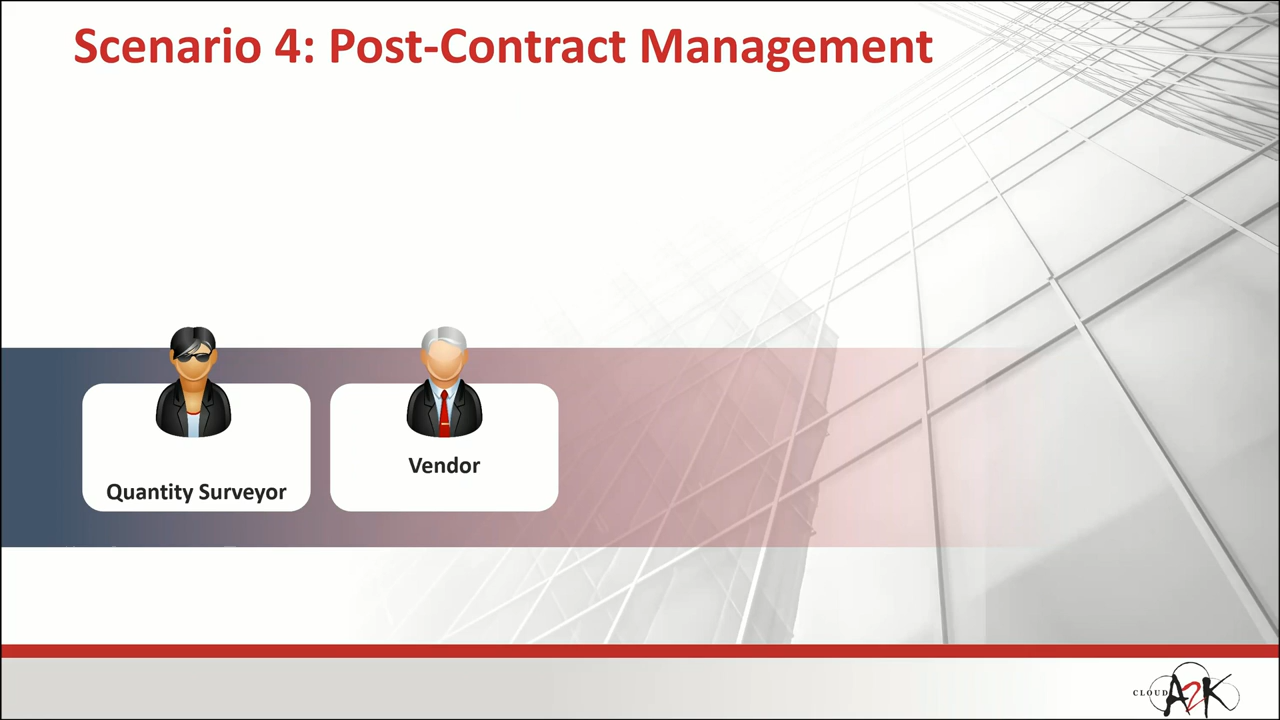 Scenario 4: Post-Contract Management
Vendor
Quantity Surveyor
CLOUD A2K